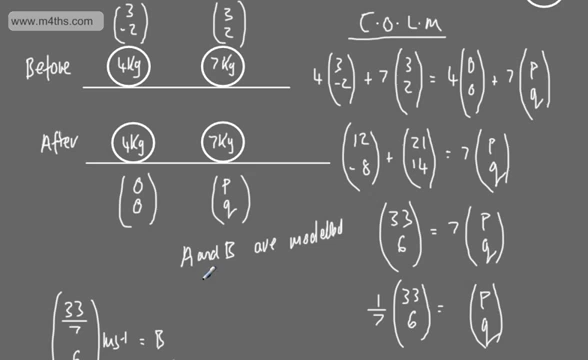 www.m4ths.com
(3 -2) (3 2)
Before 4Kg 7Kg
After 4Kg 7Kg
(0 0) (p q)
A and B are modelled
(33/7 6
ms⁻¹ = B
C.O.L.M
4(3 -2) + 7(3 2) = 4(0 0) + 7(p q)
(12 -8) + (21 14) = 7(p q)
(33 6) = 7(p q)
1/7 (33 6) = (p q)